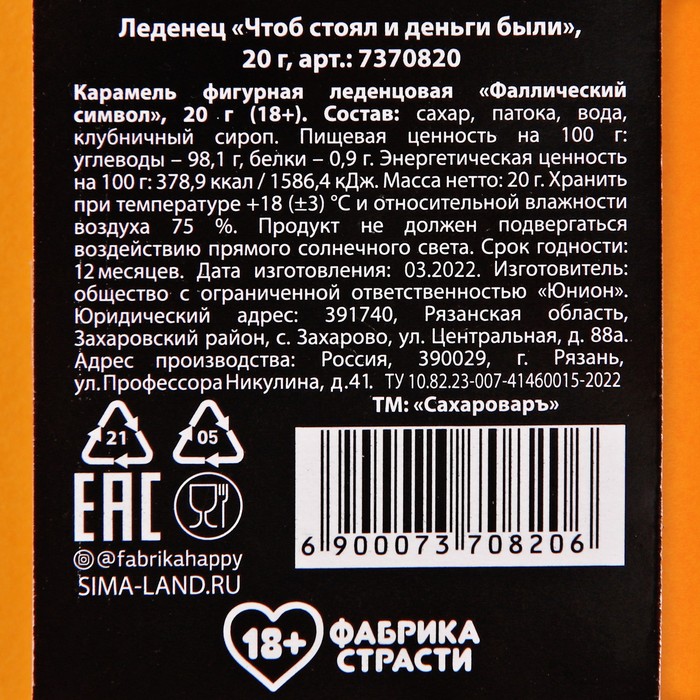 Леденец «Чтоб стоял и деньги были»,
20 г, арт.: 7370820
Карамель фигурная леденцовая «Фаллический
символ», 20 г (18+). Состав: сахар, патока, вода,
клубничный сироп. Пищевая ценность на 100 г:
углеводы – 98,1 г, белки – 0,9 г. Энергетическая ценность
на 100 г: 378,9 ккал / 1586,4 кДж. Масса нетто: 20 г. Хранить
при температуре +18 (±3) °C и относительной влажности
воздуха 75 %. Продукт не должен подвергаться
воздействию прямого солнечного света. Срок годности:
12 месяцев. Дата изготовления: 03.2022. Изготовитель:
общество с ограниченной ответственностью «Юнион».
Юридический адрес: 391740, Рязанская область,
Захаровский район, с. Захарово, ул. Центральная, д. 88а.
Адрес производства: Россия, 390029, г. Рязань,
ул. Профессора Никулина, д.41. ТУ 10.82.23-007-41460015-2022
ТМ: «Сахароваръ»
21 05
EAC
6 900073 708206
@fabrikahappy
SIMA-LAND.RU
18+ ФАБРИКА
СТРАСТИ